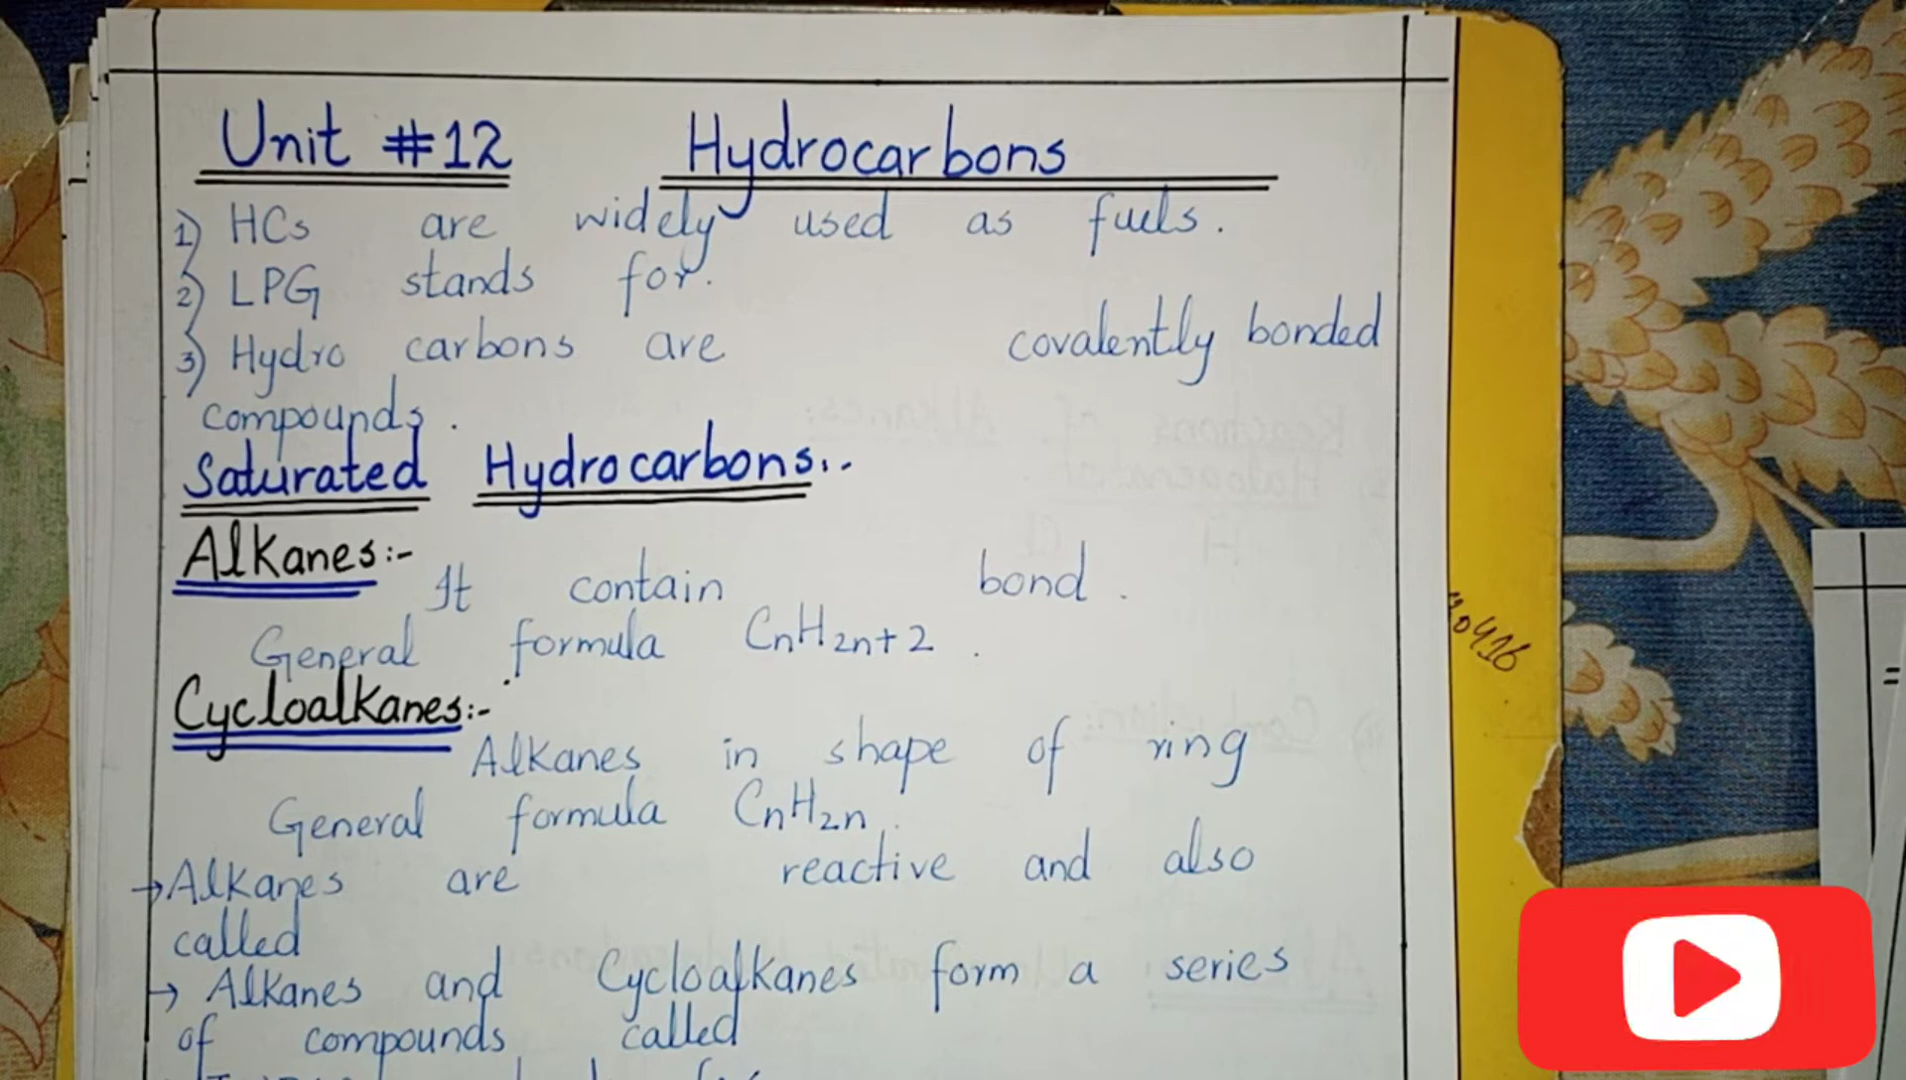 Unit #12 Hydrocarbons
1) HCs are widely used as fuels.
2) LPG stands for.
3) Hydro carbons are covalently bonded
compounds.
Saturated Hydrocarbons:-
Alkanes:-
It contain bond.
General formula CnH2n+2.
Cycloalkanes:-
Alkanes in shape of ring
General formula CnH2n.
→Alkanes are reactive and also
called
→ Alkanes and Cycloalkanes form a series
of compounds called